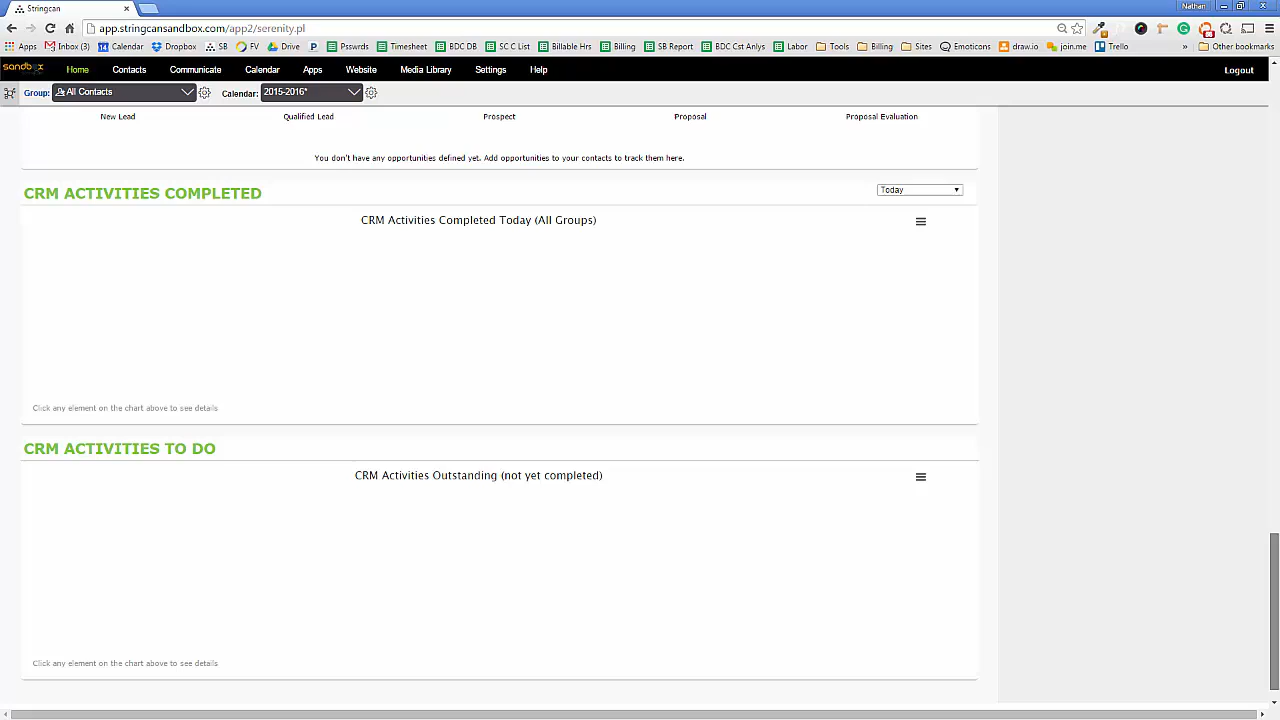 Stringcan
Nathan
app.stringcansandbox.com/app2/serenity.pl
Apps Inbox (3) Calendar Dropbox SB FV Drive Psswrds Timesheet BDC DB SC C List Billable Hrs Billing SB Report BDC Cst Anlys Labor Tools Billing Sites Emoticons draw.io join.me Trello » Other bookmarks
sandbox Home Contacts Communicate Calendar Apps Website Media Library Settings Help Logout
Group: All Contacts Calendar: 2015-2016*
New Lead Qualified Lead Prospect Proposal Proposal Evaluation
You don't have any opportunities defined yet. Add opportunities to your contacts to track them here.
CRM ACTIVITIES COMPLETED Today
CRM Activities Completed Today (All Groups)
Click any element on the chart above to see details
CRM ACTIVITIES TO DO
CRM Activities Outstanding (not yet completed)
Click any element on the chart above to see details